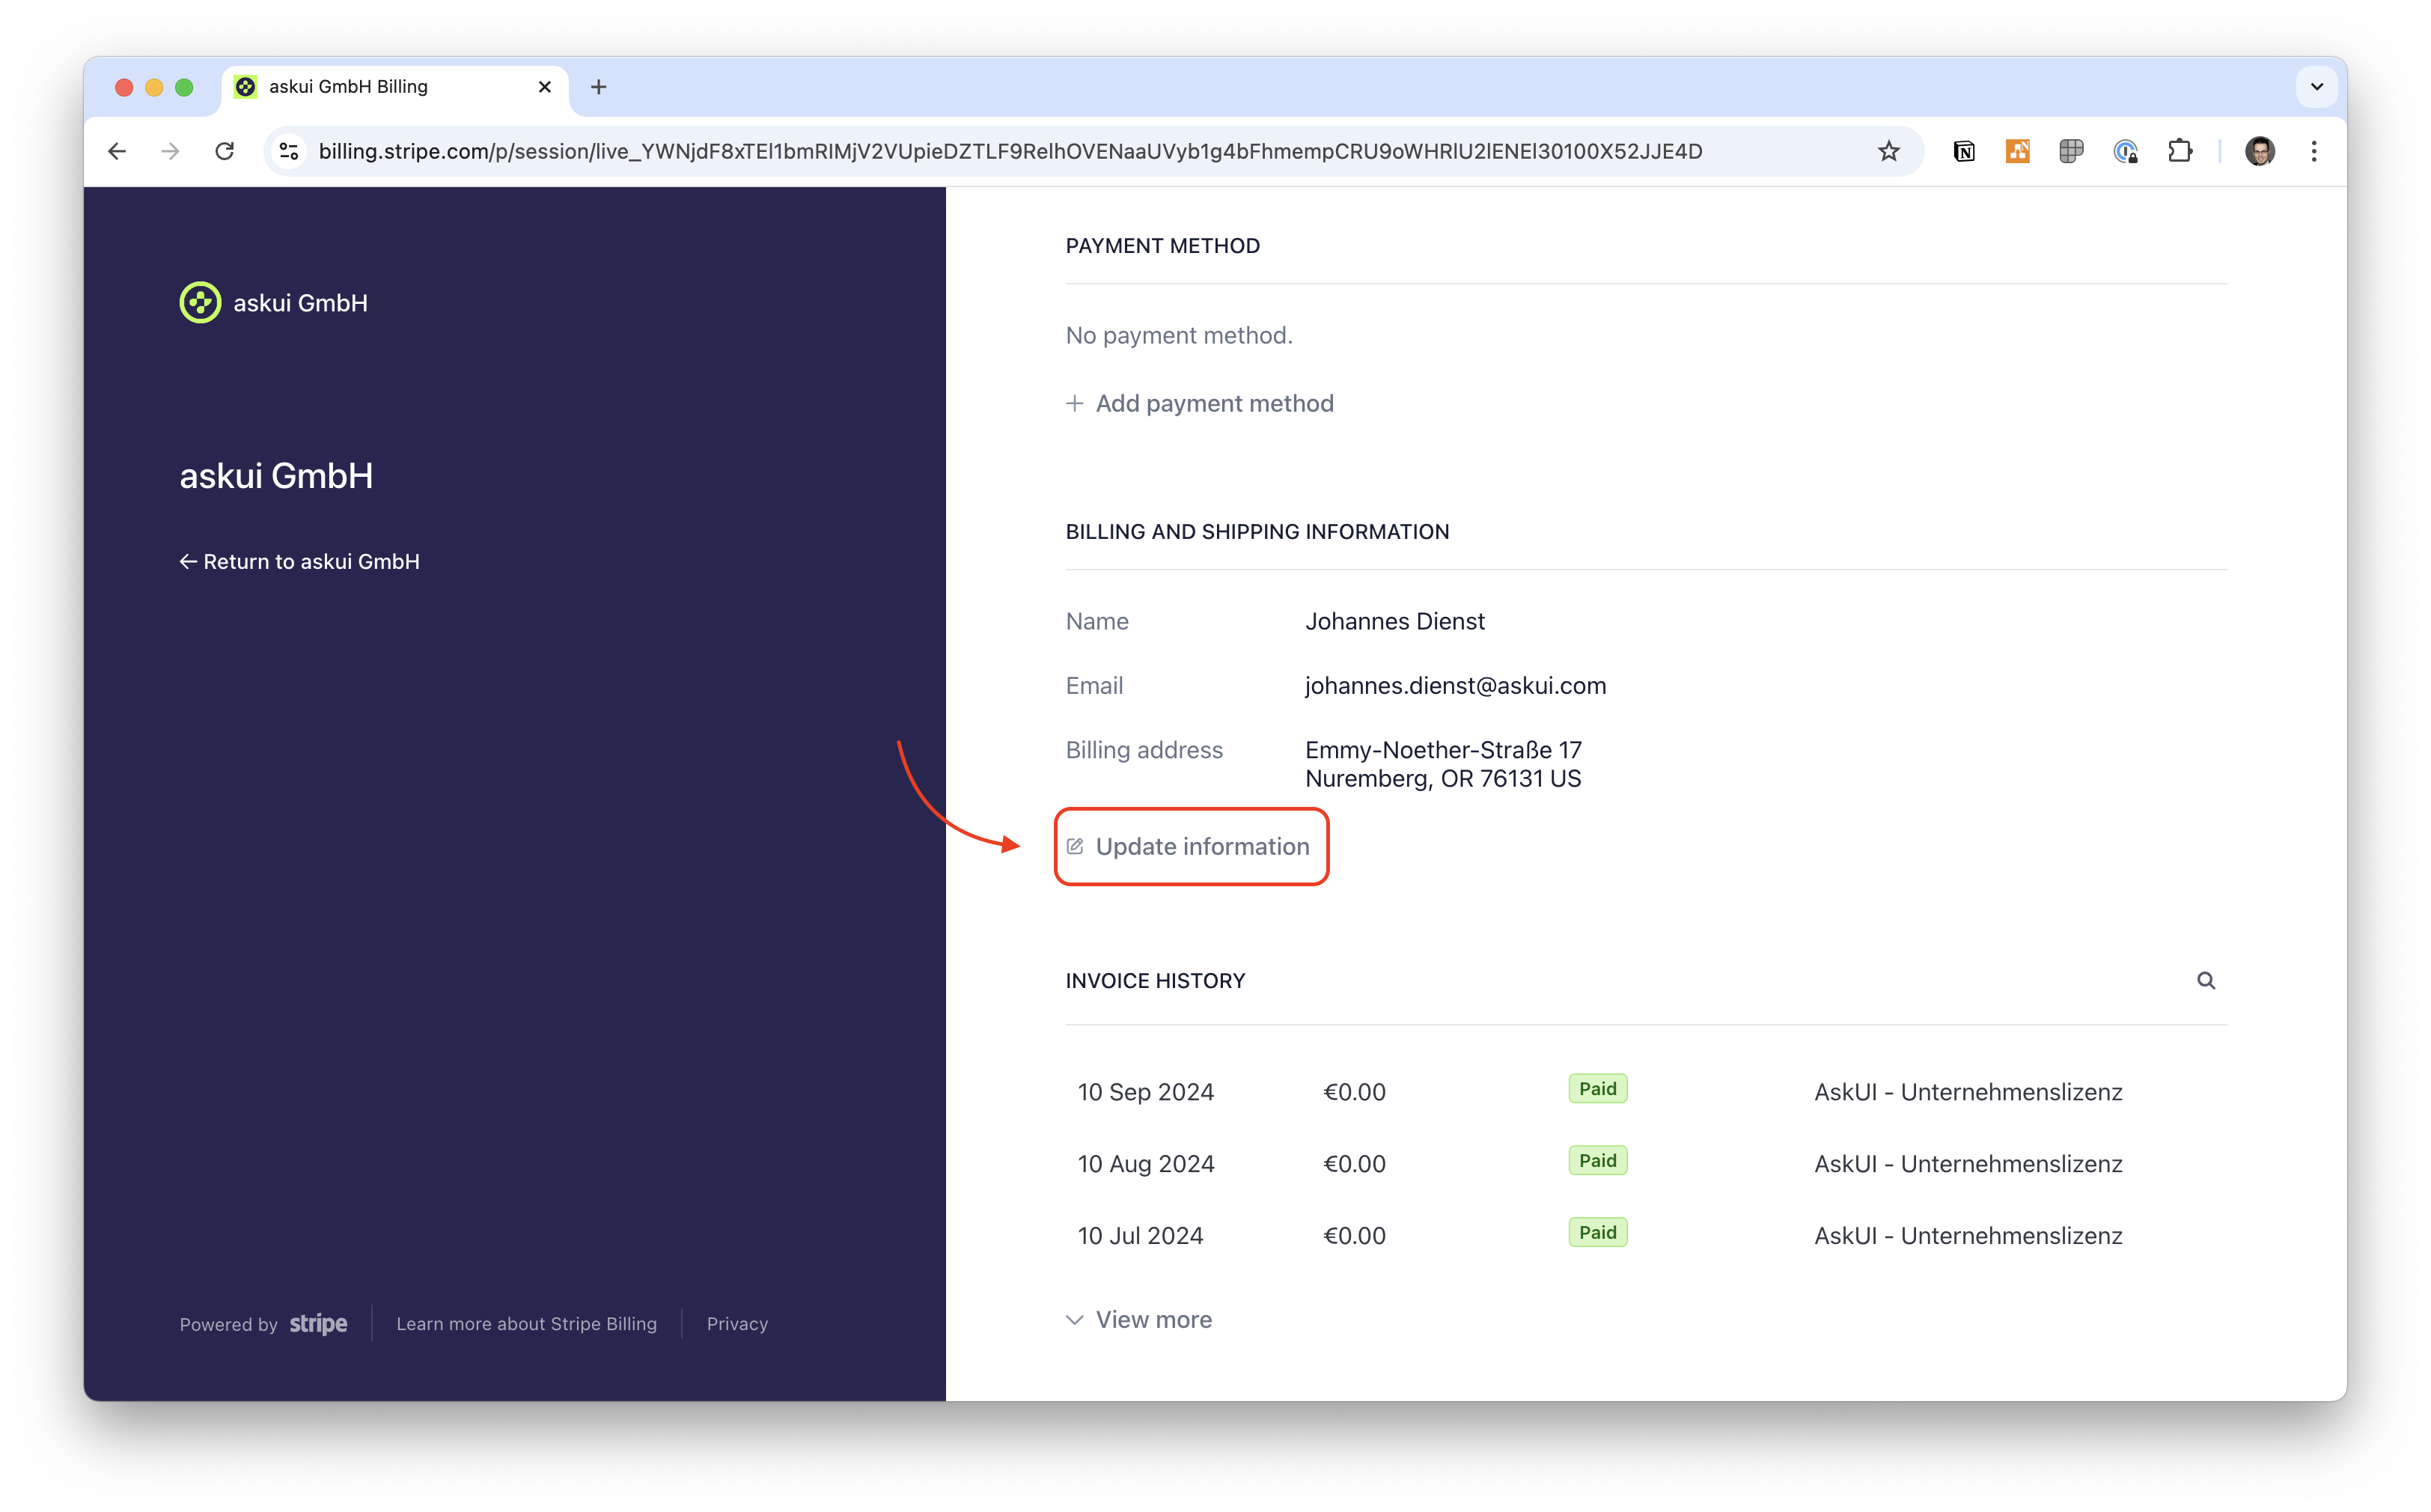 askui GmbH Billing
billing.stripe.com/p/session/live_YWNjdF8xTEl1bmRIMjV2VUpieDZTLF9RelhOVENaaUVyb1g4bFhmempCRU9oWHRlU2lENEl30100X52JJE4D
askui GmbH
askui GmbH
← Return to askui GmbH
Powered by stripe
Learn more about Stripe Billing
Privacy
PAYMENT METHOD
No payment method.
+ Add payment method
BILLING AND SHIPPING INFORMATION
Name Johannes Dienst
Email johannes.dienst@askui.com
Billing address Emmy-Noether-Straße 17
Nuremberg, OR 76131 US
Update information
INVOICE HISTORY
10 Sep 2024 €0.00 Paid AskUI - Unternehmenslizenz
10 Aug 2024 €0.00 Paid AskUI - Unternehmenslizenz
10 Jul 2024 €0.00 Paid AskUI - Unternehmenslizenz
View more